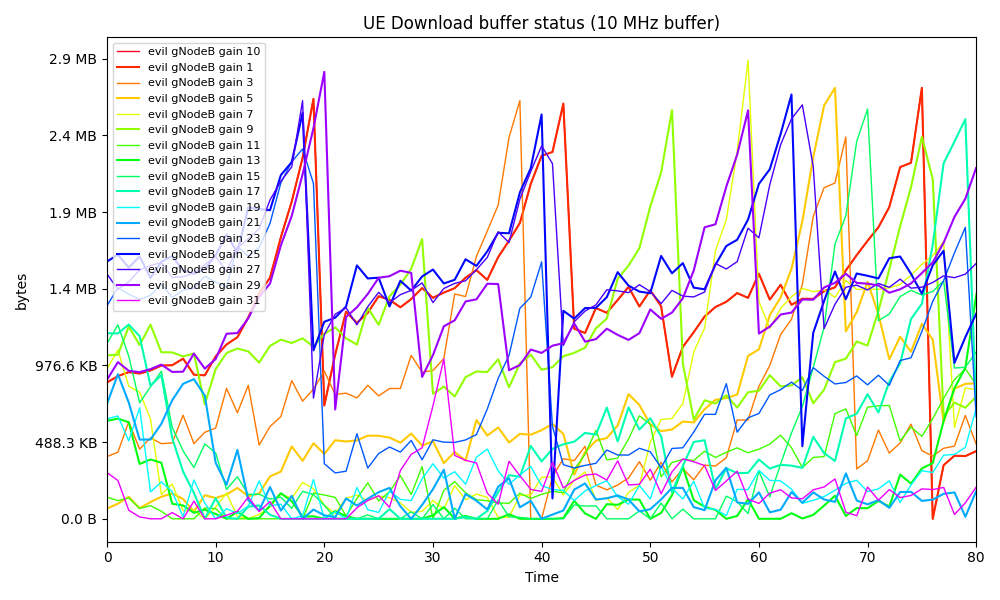 UE Download buffer status (10 MHz buffer)
2.9 MB
2.4 MB
1.9 MB
1.4 MB
976.6 KB
488.3 KB
0.0 B
bytes
evil gNodeB gain 10
evil gNodeB gain 1
evil gNodeB gain 3
evil gNodeB gain 5
evil gNodeB gain 7
evil gNodeB gain 9
evil gNodeB gain 11
evil gNodeB gain 13
evil gNodeB gain 15
evil gNodeB gain 17
evil gNodeB gain 19
evil gNodeB gain 21
evil gNodeB gain 23
evil gNodeB gain 25
evil gNodeB gain 27
evil gNodeB gain 29
evil gNodeB gain 31
0 10 20 30 40 50 60 70 80
Time